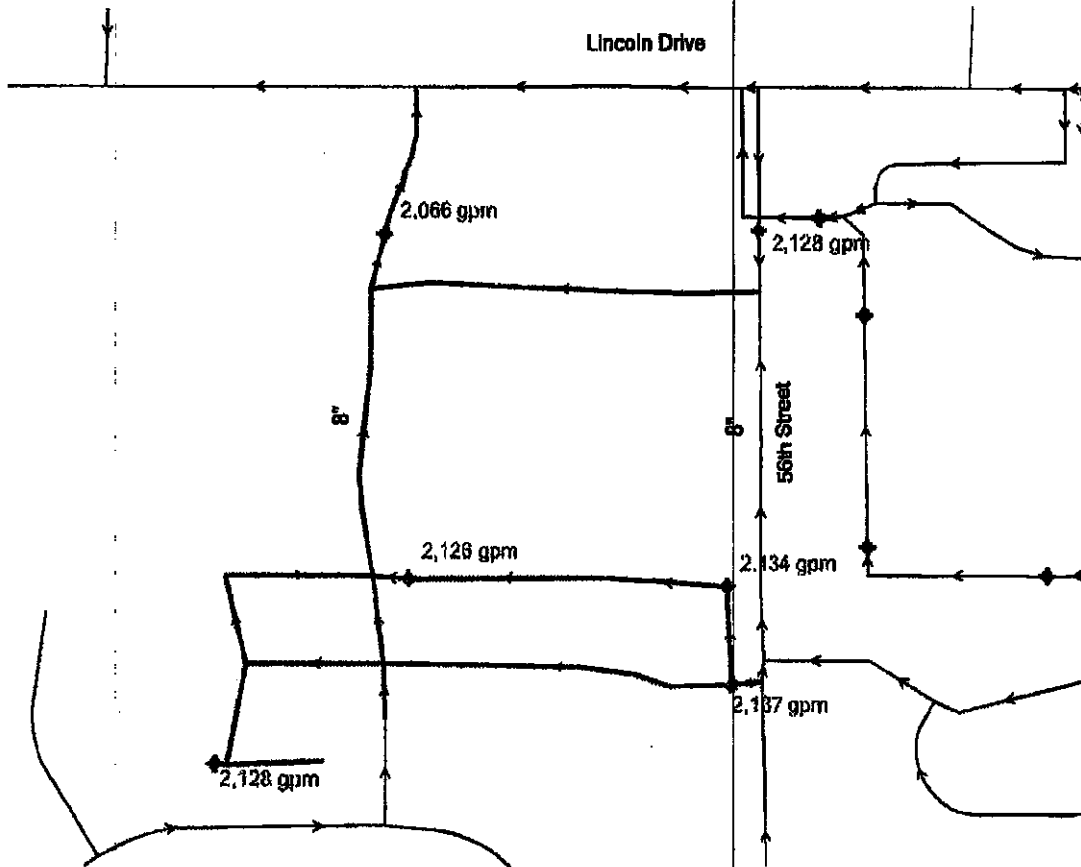 Lincoln Drive
2,066 gpm
2,128 gpm
8"
8"
56th Street
2,126 gpm
2,134 gpm
2,137 gpm
2,128 gpm